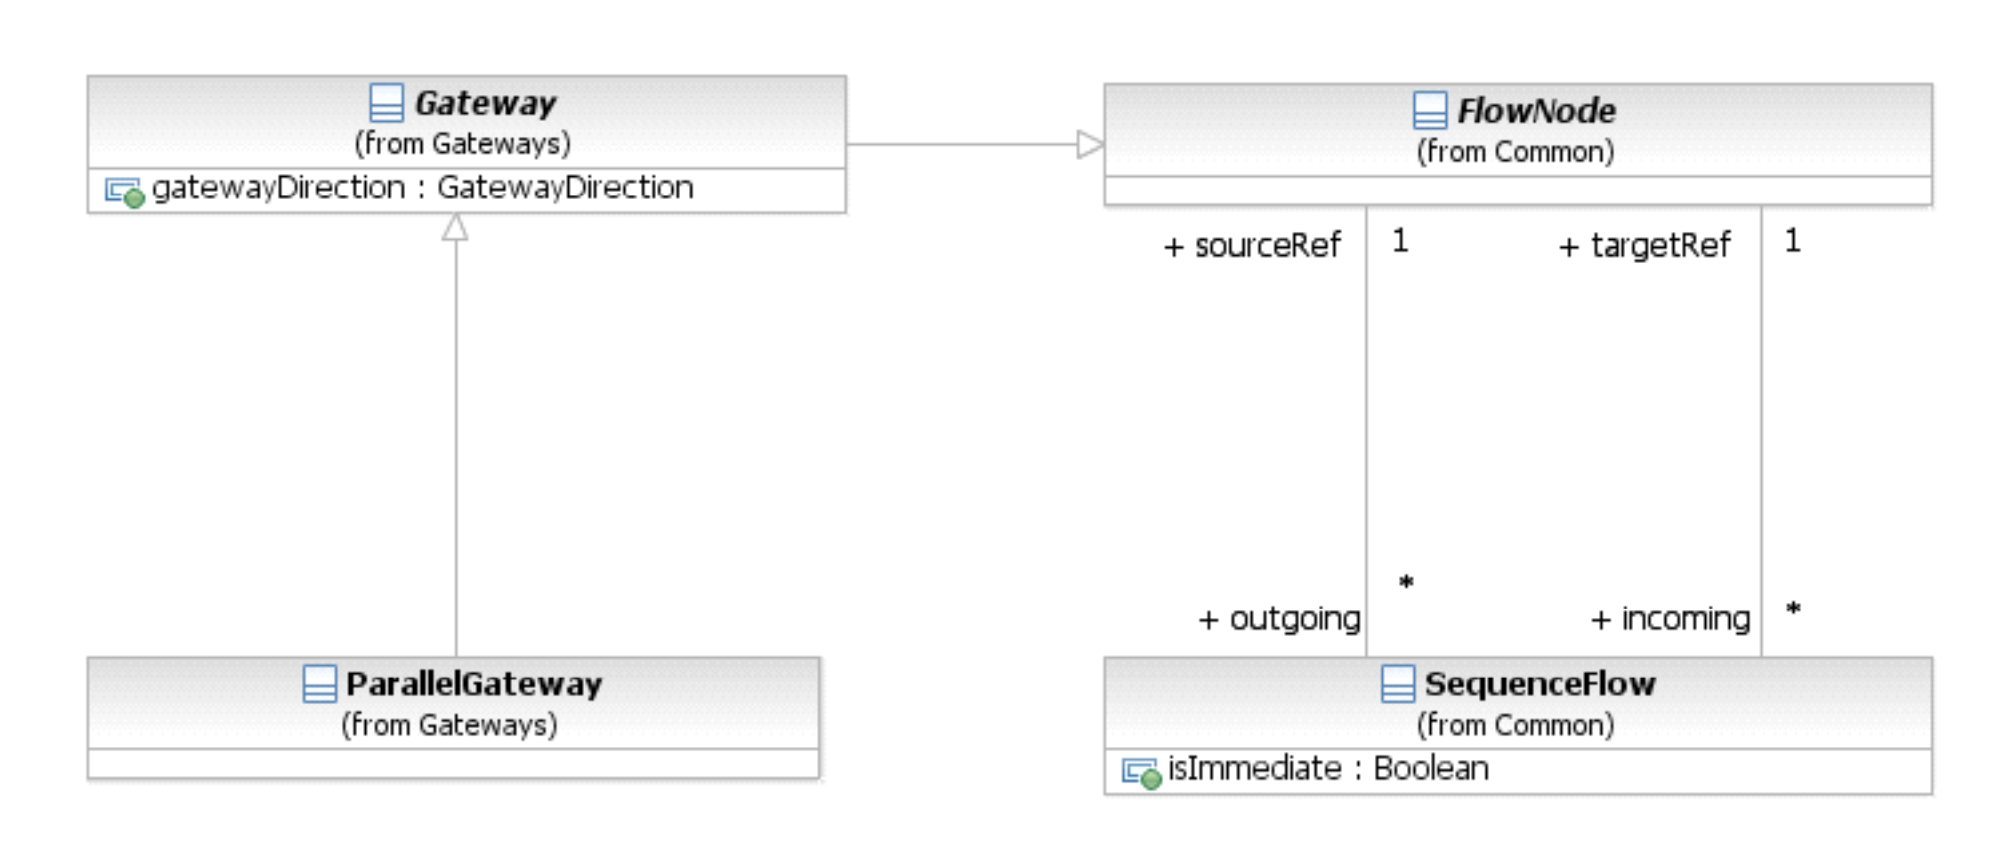 Gateway
(from Gateways)
gatewayDirection : GatewayDirection
FlowNode
(from Common)
+ sourceRef
1
+ targetRef
1
*
+ outgoing
+ incoming
*
ParallelGateway
(from Gateways)
SequenceFlow
(from Common)
isImmediate : Boolean